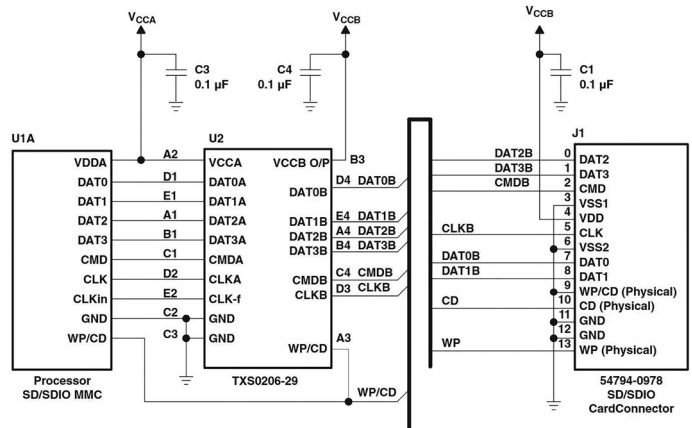 VCCA
VCCB
VCCB
C3
0.1 µF
C4
0.1 µF
C1
0.1 µF
U1A
U2
J1
VDDA
A2
VCCA
VCCB O/P
B3
DAT0
D1
DAT0A
DAT0B
D4
DAT0B
DAT1
E1
DAT1A
DAT1B
E4
DAT1B
DAT2
A1
DAT2A
DAT2B
A4
DAT2B
DAT3
B1
DAT3A
DAT3B
B4
DAT3B
CMD
C1
CMDA
CMDB
C4
CMDB
CLK
D2
CLKA
CLKB
D3
CLKB
CLKin
E2
CLK-f
GND
C2
GND
C3
GND
WP/CD
WP/CD
A3
WP/CD
Processor
SD/SDIO MMC
TXS0206-29
DAT2B
0
DAT2
DAT3B
1
DAT3
CMDB
2
CMD
3
VSS1
4
VDD
CLKB
5
CLK
6
VSS2
DAT0B
7
DAT0
DAT1B
8
DAT1
9
WP/CD (Physical)
CD
10
CD (Physical)
11
GND
12
GND
WP
13
WP (Physical)
54794-0978
SD/SDIO
CardConnector